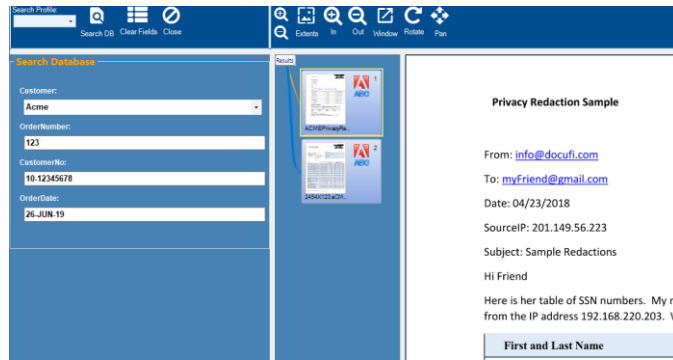 Search Profile:
Search DB Clear Fields Close
Extents In Out Window Rotate Pan
Search Database
Customer:
Acme
OrderNumber:
123
CustomerNo:
10-12345678
OrderDate:
26-JUN-19
Results
1
ACMEPrivacyRe..
2
2454X123:aCM..
Privacy Redaction Sample
From: info@docufi.com
To: myFriend@gmail.com
Date: 04/23/2018
SourceIP: 201.149.56.223
Subject: Sample Redactions
Hi Friend
Here is her table of SSN numbers. My
from the IP address 192.168.220.203.
First and Last Name